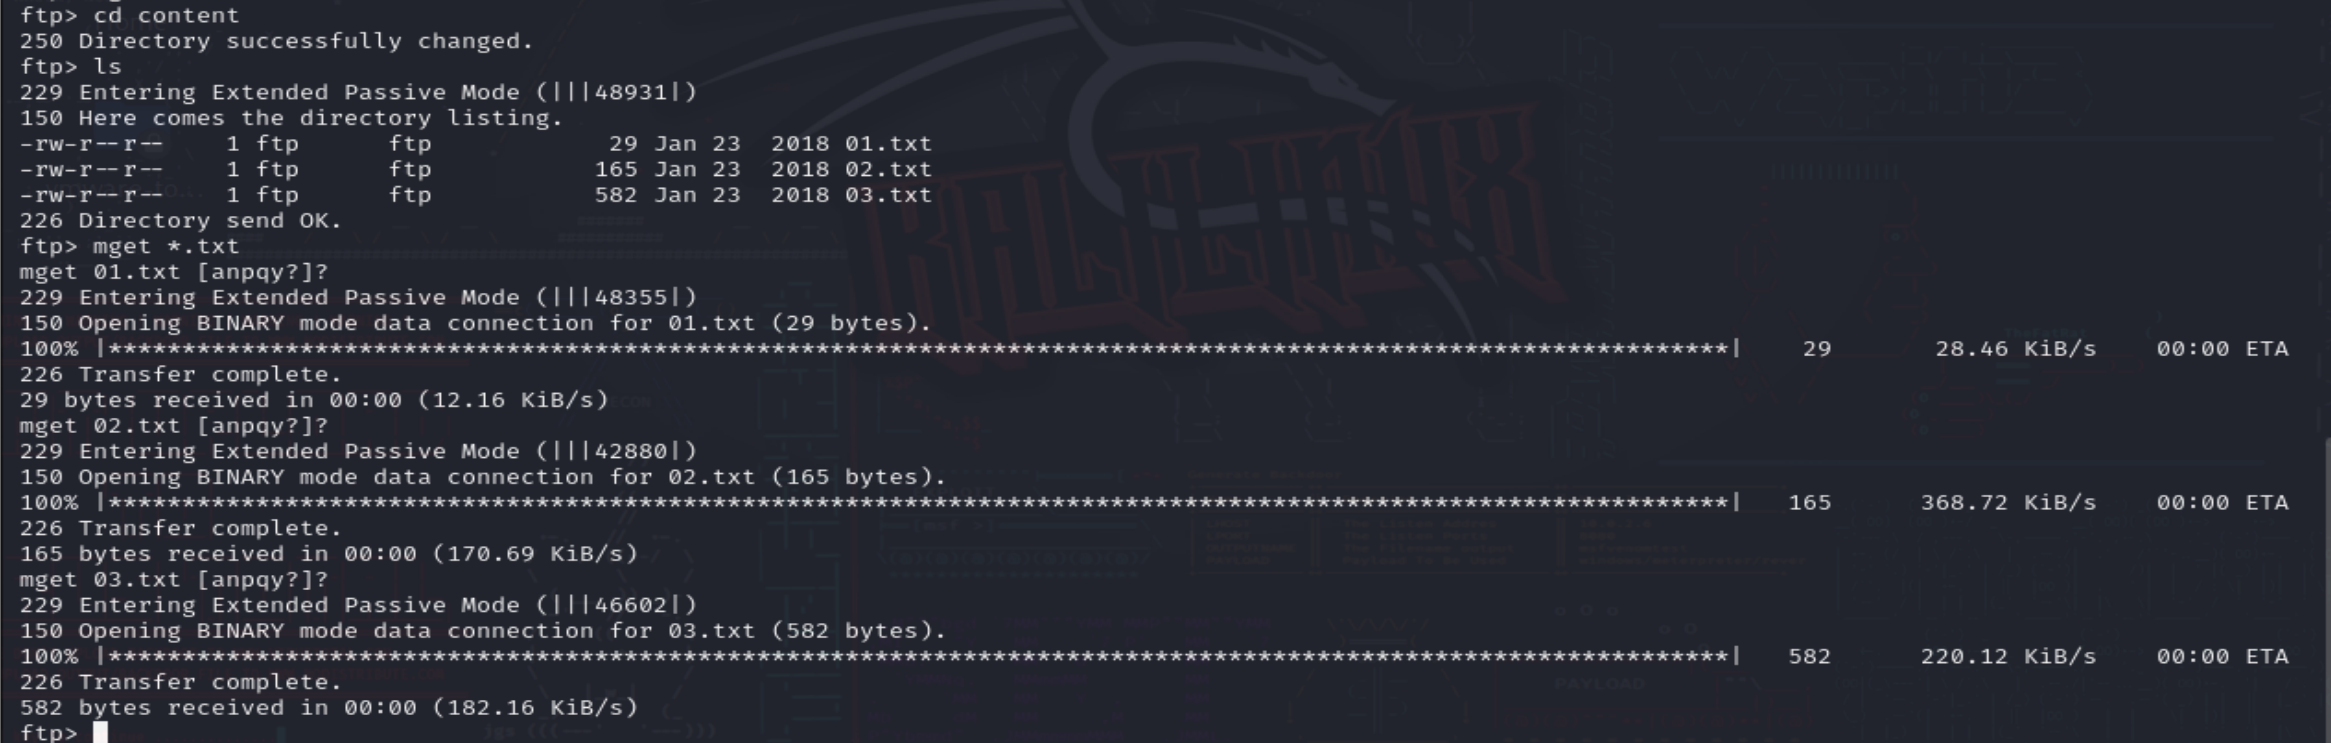 ftp> cd content
250 Directory successfully changed.
ftp> ls
229 Entering Extended Passive Mode (|||48931|)
150 Here comes the directory listing.
-rw-r--r--    1 ftp      ftp            29 Jan 23  2018 01.txt
-rw-r--r--    1 ftp      ftp           165 Jan 23  2018 02.txt
-rw-r--r--    1 ftp      ftp           582 Jan 23  2018 03.txt
226 Directory send OK.
ftp> mget *.txt
mget 01.txt [anpqy?]?
229 Entering Extended Passive Mode (|||48355|)
150 Opening BINARY mode data connection for 01.txt (29 bytes).
100% |***************************************************************************************************************|    29       28.46 KiB/s    00:00 ETA
226 Transfer complete.
29 bytes received in 00:00 (12.16 KiB/s)
mget 02.txt [anpqy?]?
229 Entering Extended Passive Mode (|||42880|)
150 Opening BINARY mode data connection for 02.txt (165 bytes).
100% |***************************************************************************************************************|   165      368.72 KiB/s    00:00 ETA
226 Transfer complete.
165 bytes received in 00:00 (170.69 KiB/s)
mget 03.txt [anpqy?]?
229 Entering Extended Passive Mode (|||46602|)
150 Opening BINARY mode data connection for 03.txt (582 bytes).
100% |***************************************************************************************************************|   582      220.12 KiB/s    00:00 ETA
226 Transfer complete.
582 bytes received in 00:00 (182.16 KiB/s)
ftp>
KALI LINUX
PAYLOAD